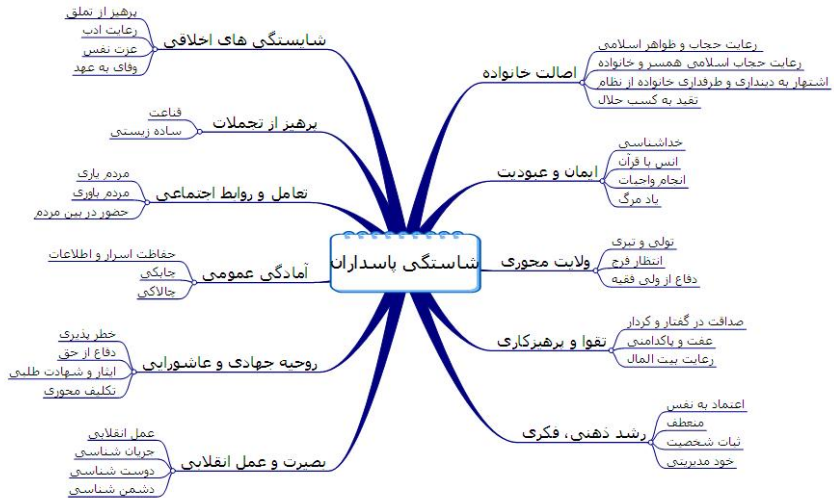 شاستگی پاسداران
اصالت خانواده
رعایت حجاب و ظواهر اسلامی
رعایت حجاب اسلامی همسر و خانواده
اشتهار به دینداری و طرفداری خانواده از نظام
تقید به کسب حلال
ایمان و عبودیت
خداشناسی
انس با قرآن
انجام واجبات
یاد مرگ
ولایت محوری
تولی و تبری
انتظار فرج
دفاع از ولی فقیه
تقوا و پرهیزکاری
صداقت در گفتار و کردار
عفت و پاکدامنی
رعایت بیت المال
رشد ذهنی، فکری
اعتماد به نفس
منعطف
ثبات شخصیت
خود مدیریتی
شایستگی های اخلاقی
پرهیز از تملق
رعایت ادب
عزت نفس
وفای به عهد
پرهیز از تجملات
قناعت
ساده زیستی
تعامل و روابط اجتماعی
مردم یاری
مردم یاوری
حضور در بین مردم
آمادگی عمومی
حفاظت اسرار و اطلاعات
چابکی
چالاکی
روحیه جهادی و عاشورایی
خطر پذیری
دفاع از حق
ایثار و شهادت طلبی
تکلیف محوری
بصیرت و عمل انقلابی
عمل انقلابی
جریان شناسی
دوست شناسی
دشمن شناسی